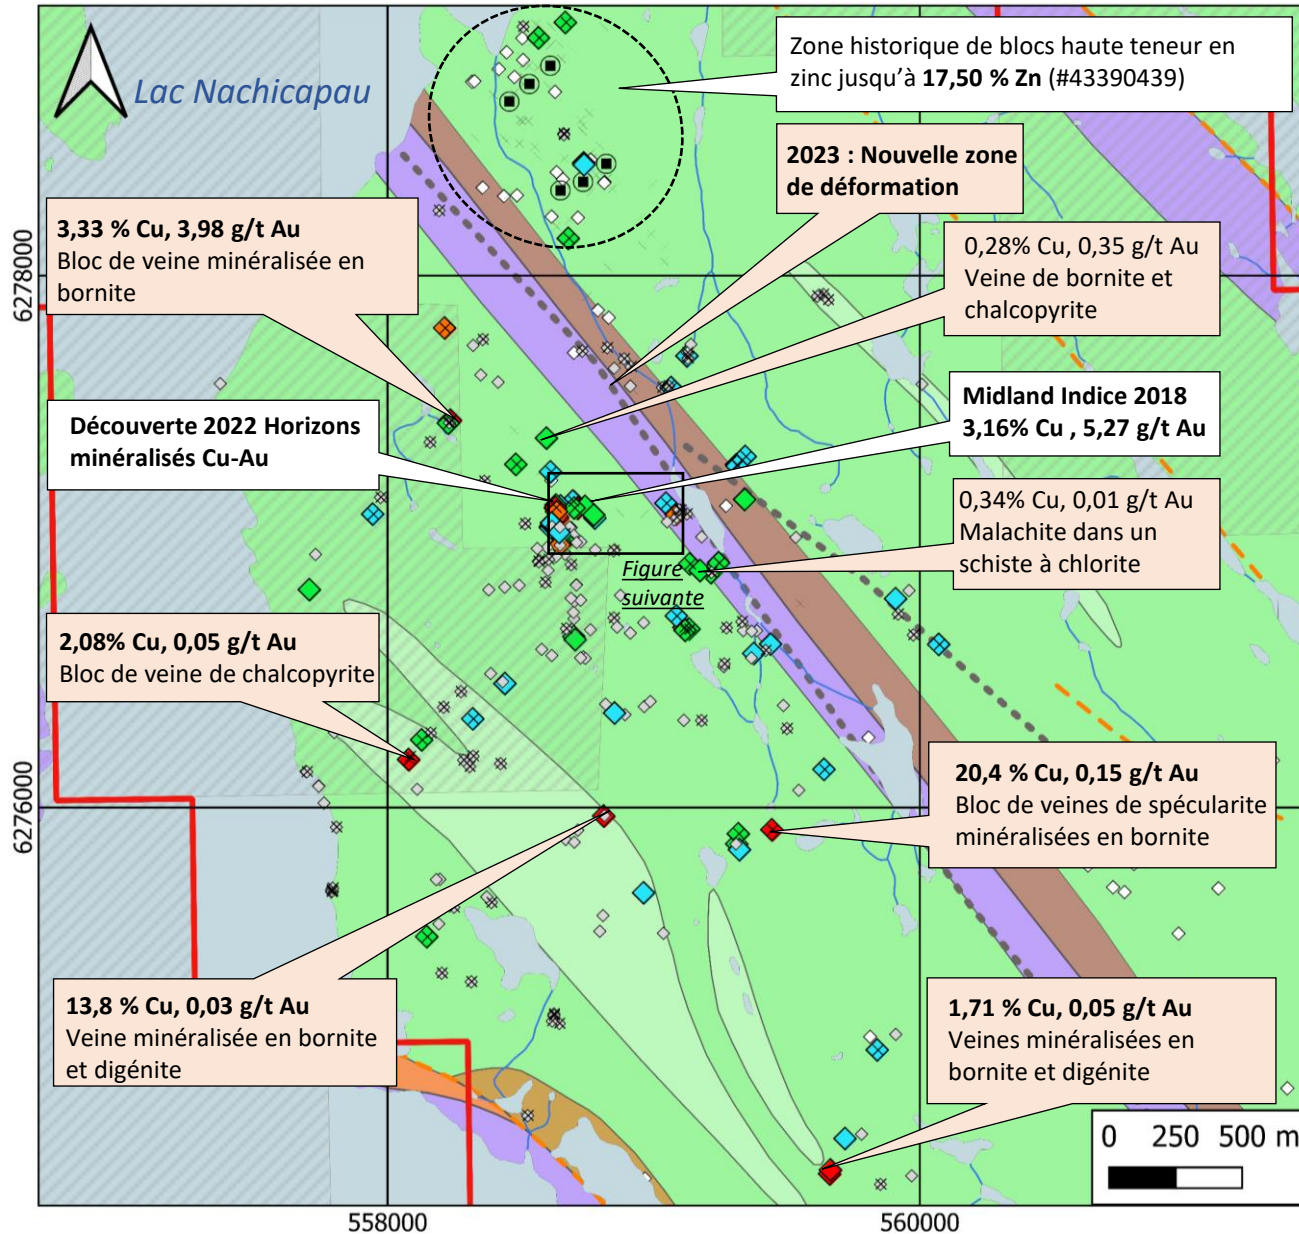 Lac Nachicapau
Zone historique de blocs haute teneur en
zinc jusqu'à 17,50 % Zn (#43390439)
2023 : Nouvelle zone
de déformation
3,33 % Cu, 3,98 g/t Au
Bloc de veine minéralisée en
bornite
0,28% Cu, 0,35 g/t Au
Veine de bornite et
chalcopyrite
6278000
Découverte 2022 Horizons
minéralisés Cu-Au
Midland Indice 2018
3,16% Cu , 5,27 g/t Au
0,34% Cu, 0,01 g/t Au
Malachite dans un
schiste à chlorite
Figure
suivante
2,08% Cu, 0,05 g/t Au
Bloc de veine de chalcopyrite
20,4 % Cu, 0,15 g/t Au
Bloc de veines de spécularite
minéralisées en bornite
6276000
13,8 % Cu, 0,03 g/t Au
Veine minéralisée en bornite
et digénite
1,71 % Cu, 0,05 g/t Au
Veines minéralisées en
bornite et digénite
0 250 500 m
558000
560000